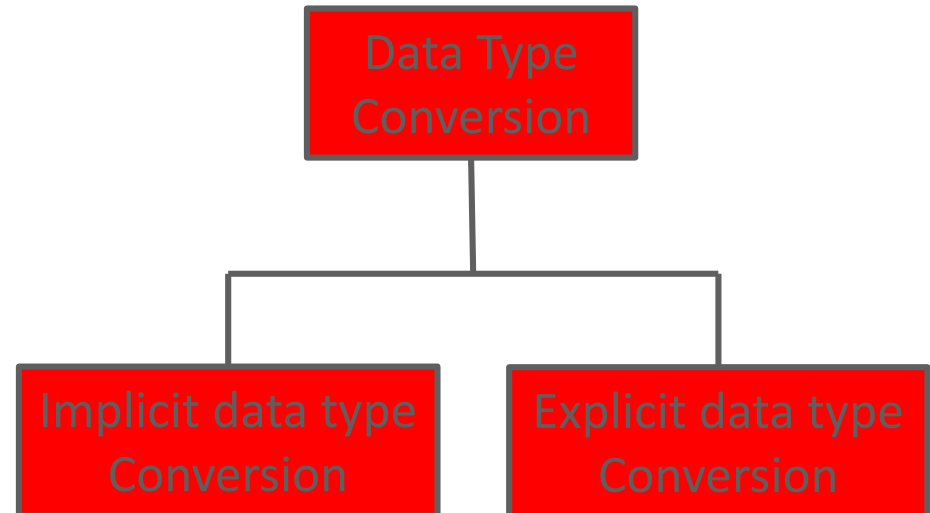 Data Type
Conversion
Implicit data type
Conversion
Explicit data type
Conversion